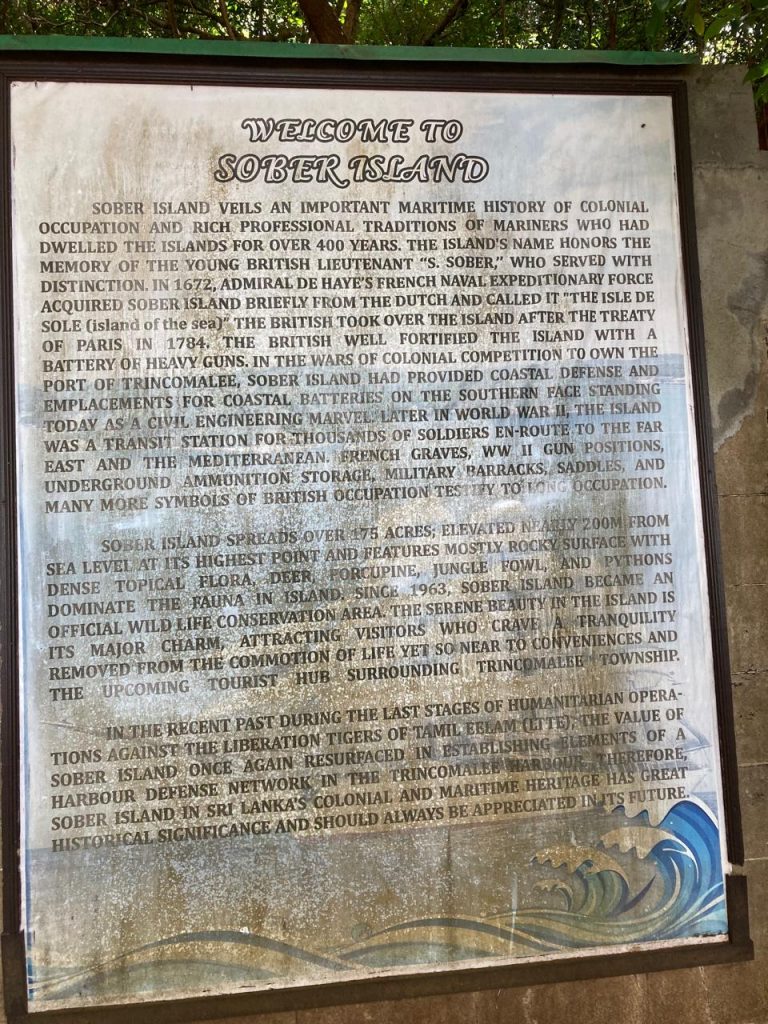 WELCOME TO
SOBER ISLAND
SOBER ISLAND VEILS AN IMPORTANT MARITIME HISTORY OF COLONIAL
OCCUPATION AND RICH PROFESSIONAL TRADITIONS OF MARINERS WHO HAD
DWELLED THE ISLANDS FOR OVER 400 YEARS. THE ISLAND'S NAME HONORS THE
MEMORY OF THE YOUNG BRITISH LIEUTENANT "S. SOBER," WHO SERVED WITH
DISTINCTION. IN 1672, ADMIRAL DE HAYE'S FRENCH NAVAL EXPEDITIONARY FORCE
ACQUIRED SOBER ISLAND BRIEFLY FROM THE DUTCH AND CALLED IT "THE ISLE DE
SOLE (island of the sea)" THE BRITISH TOOK OVER THE ISLAND AFTER THE TREATY
OF PARIS IN 1784. THE BRITISH WELL FORTIFIED THE ISLAND WITH A
BATTERY OF HEAVY GUNS. IN THE WARS OF COLONIAL COMPETITION TO OWN THE
PORT OF TRINCOMALEE, SOBER ISLAND HAD PROVIDED COASTAL DEFENSE AND
EMPLACEMENTS FOR COASTAL BATTERIES ON THE SOUTHERN FACE STANDING
TODAY AS A CIVIL ENGINEERING MARVEL. LATER IN WORLD WAR II, THE ISLAND
WAS A TRANSIT STATION FOR THOUSANDS OF SOLDIERS EN-ROUTE TO THE FAR
EAST AND THE MEDITERRANEAN. FRENCH GRAVES, WW II GUN POSITIONS,
UNDERGROUND AMMUNITION STORAGE, MILITARY BARRACKS, SADDLES, AND
MANY MORE SYMBOLS OF BRITISH OCCUPATION TESTIFY TO LONG OCCUPATION.
SOBER ISLAND SPREADS OVER 175 ACRES; ELEVATED NEARLY 200M FROM
SEA LEVEL AT ITS HIGHEST POINT AND FEATURES MOSTLY ROCKY SURFACE WITH
DENSE TOPICAL FLORA, DEER, PORCUPINE, JUNGLE FOWL, AND PYTHONS
DOMINATE THE FAUNA IN ISLAND. SINCE 1963, SOBER ISLAND BECAME AN
OFFICIAL WILD LIFE CONSERVATION AREA. THE SERENE BEAUTY IN THE ISLAND IS
ITS MAJOR CHARM, ATTRACTING VISITORS WHO CRAVE A TRANQUILITY
REMOVED FROM THE COMMOTION OF LIFE YET SO NEAR TO CONVENIENCES AND
THE UPCOMING TOURIST HUB SURROUNDING TRINCOMALEE TOWNSHIP.
IN THE RECENT PAST DURING THE LAST STAGES OF HUMANITARIAN OPERA-
TIONS AGAINST THE LIBERATION TIGERS OF TAMIL EELAM (LTTE), THE VALUE OF
SOBER ISLAND ONCE AGAIN RESURFACED IN ESTABLISHING ELEMENTS OF A
HARBOUR DEFENSE NETWORK IN THE TRINCOMALEE HARBOUR. THEREFORE,
SOBER ISLAND IN SRI LANKA'S COLONIAL AND MARITIME HERITAGE HAS GREAT
HISTORICAL SIGNIFICANCE AND SHOULD ALWAYS BE APPRECIATED IN ITS FUTURE.